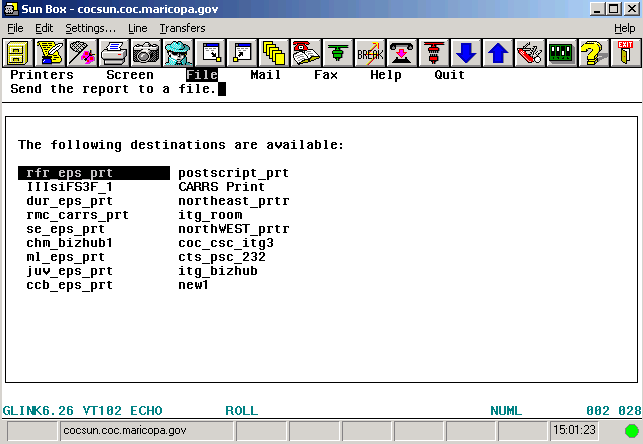 Sun Box - cocsun.coc.maricopa.gov
File Edit Settings... Line Transfers Help
BREAK EXIT
Printers Screen File Mail Fax Help Quit
Send the report to a file.
The following destinations are available:
rfr_eps_prt postscript_prt
IIIsiFS3F_1 CARRS Print
dur_eps_prt northeast_prtr
rmc_carrs_prt itg_room
se_eps_prt northWEST_prtr
chm_bizhub1 coc_csc_itg3
ml_eps_prt cts_psc_232
juv_eps_prt itg_bizhub
ccb_eps_prt new1
GLINK6.26 VT102 ECHO ROLL NUML 002 028
cocsun.coc.maricopa.gov 15:01:23